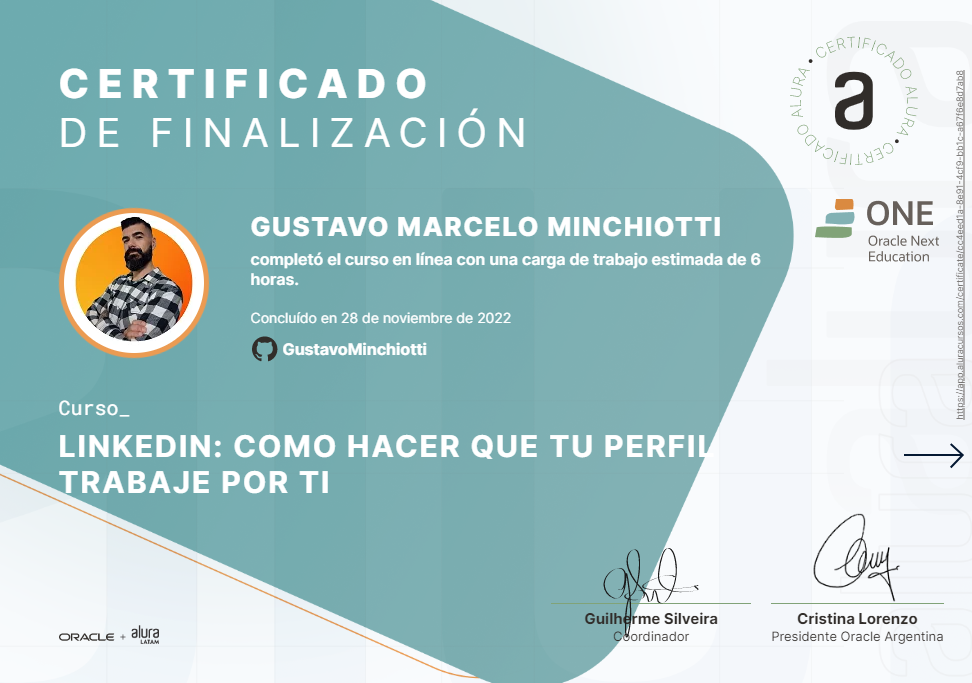 CERTIFICADO
DE FINALIZACIÓN
CERTIFICADO ALURA • CERTIFICADO ALURA •
a
ONE
Oracle Next
Education
GUSTAVO MARCELO MINCHIOTTI
completó el curso en línea con una carga de trabajo estimada de 6
horas.
Concluído en 28 de noviembre de 2022
GustavoMinchiotti
Curso_
LINKEDIN: COMO HACER QUE TU PERFIL
TRABAJE POR TI
Guilherme Silveira
Coordinador
Cristina Lorenzo
Presidente Oracle Argentina
ORACLE + alura
LATAM
https://app.aluracursos.com/certificate/cc4eed1a-8e91-4cf9-bb1c-a67f6e8d7ab8